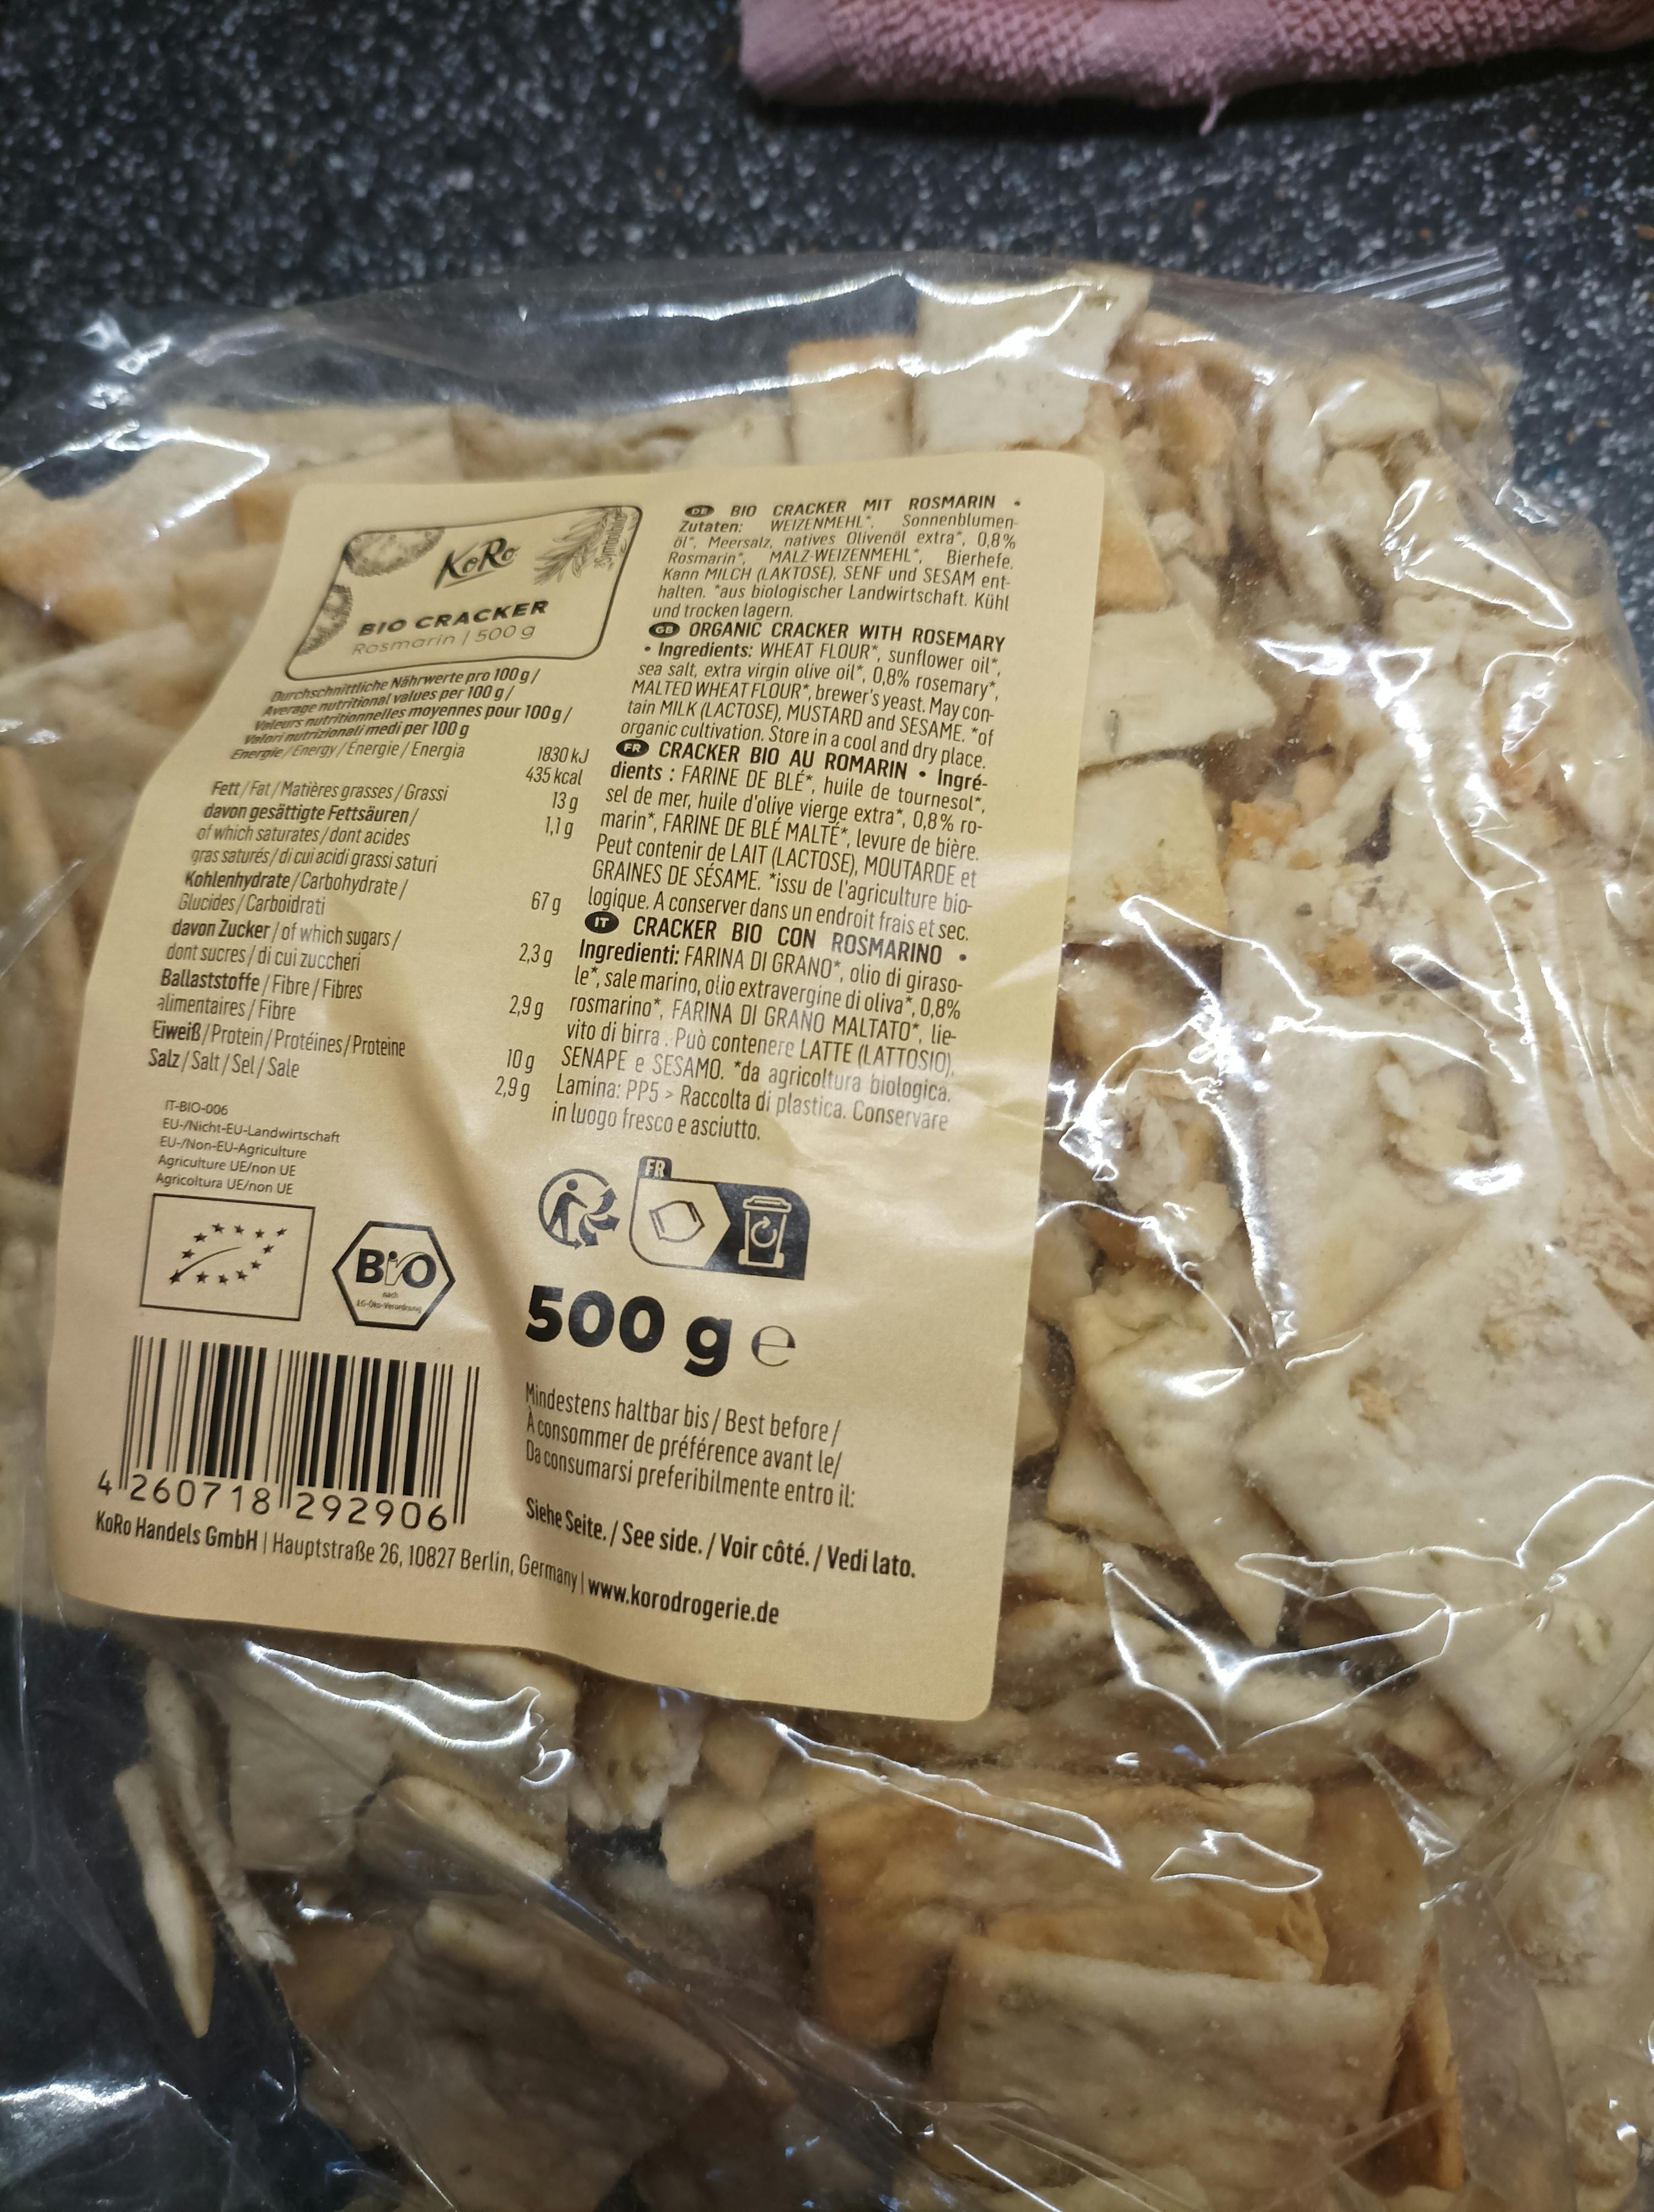 KoRo
Symbolbild
BIO CRACKER
Rosmarin | 500 g
Durchschnittliche Nährwerte pro 100 g /
Average nutritional values per 100 g /
Valeurs nutritionnelles moyennes pour 100 g /
Valori nutrizionali medi per 100 g
Energie / Energy / Énergie / Energia 1830 kJ
435 kcal
Fett / Fat / Matières grasses / Grassi 13 g
davon gesättigte Fettsäuren / 1,1 g
of which saturates / dont acides
gras saturés / di cui acidi grassi saturi
Kohlenhydrate / Carbohydrate /
Glucides / Carboidrati 67 g
davon Zucker / of which sugars /
dont sucres / di cui zuccheri 2,3 g
Ballaststoffe / Fibre / Fibres
alimentaires / Fibre 2,9 g
Eiweiß / Protein / Protéines / Proteine 10 g
Salz / Salt / Sel / Sale 2,9 g
IT-BIO-006
EU-/Nicht-EU-Landwirtschaft
EU-/Non-EU-Agriculture
Agriculture UE/non UE
Agricoltura UE/non UE
BIO
nach
EG-Öko-Verordnung
4 260718 292906
DE BIO CRACKER MIT ROSMARIN •
Zutaten: WEIZENMEHL*, Sonnenblumen-
öl*, Meersalz, natives Olivenöl extra*, 0,8%
Rosmarin*, MALZ-WEIZENMEHL*, Bierhefe.
Kann MILCH (LAKTOSE), SENF und SESAM ent-
halten. *aus biologischer Landwirtschaft. Kühl
und trocken lagern.
GB ORGANIC CRACKER WITH ROSEMARY
• Ingredients: WHEAT FLOUR*, sunflower oil*,
sea salt, extra virgin olive oil*, 0,8% rosemary*,
MALTED WHEAT FLOUR*, brewer's yeast. May con-
tain MILK (LACTOSE), MUSTARD and SESAME. *of
organic cultivation. Store in a cool and dry place.
FR CRACKER BIO AU ROMARIN • Ingré-
dients : FARINE DE BLÉ*, huile de tournesol*,
sel de mer, huile d'olive vierge extra*, 0,8% ro-
marin*, FARINE DE BLÉ MALTÉ*, levure de bière.
Peut contenir de LAIT (LACTOSE), MOUTARDE et
GRAINES DE SÉSAME. *issu de l'agriculture bio-
logique. A conserver dans un endroit frais et sec.
IT CRACKER BIO CON ROSMARINO •
Ingredienti: FARINA DI GRANO*, olio di giraso-
le*, sale marino, olio extravergine di oliva*, 0,8%
rosmarino*, FARINA DI GRANO MALTATO*, lie-
vito di birra . Può contenere LATTE (LATTOSIO),
SENAPE e SESAMO. *da agricoltura biologica.
Lamina: PP5 > Raccolta di plastica. Conservare
in luogo fresco e asciutto.
FR
500 g e
Mindestens haltbar bis / Best before /
À consommer de préférence avant le/
Da consumarsi preferibilmente entro il:
Siehe Seite. / See side. / Voir côté. / Vedi lato.
KoRo Handels GmbH | Hauptstraße 26, 10827 Berlin, Germany | www.korodrogerie.de